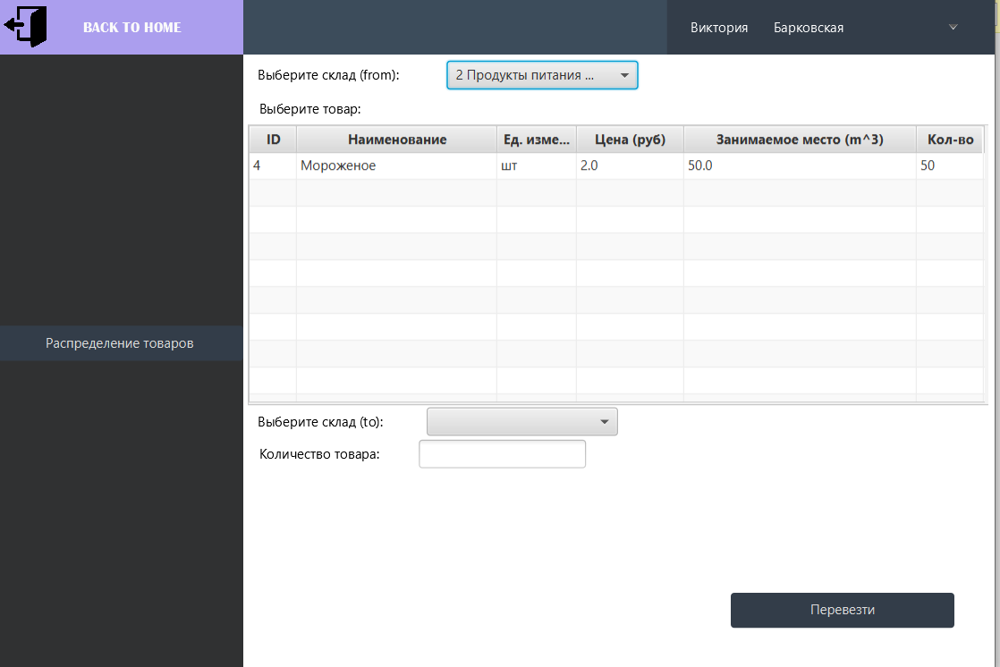 BACK TO HOME
Виктория Барковская
Выберите склад (from): 2 Продукты питания ...
Выберите товар:
ID Наименование Ед. изме... Цена (руб) Занимаемое место (m^3) Кол-во
4 Мороженое шт 2.0 50.0 50
Распределение товаров
Выберите склад (to):
Количество товара:
Перевезти